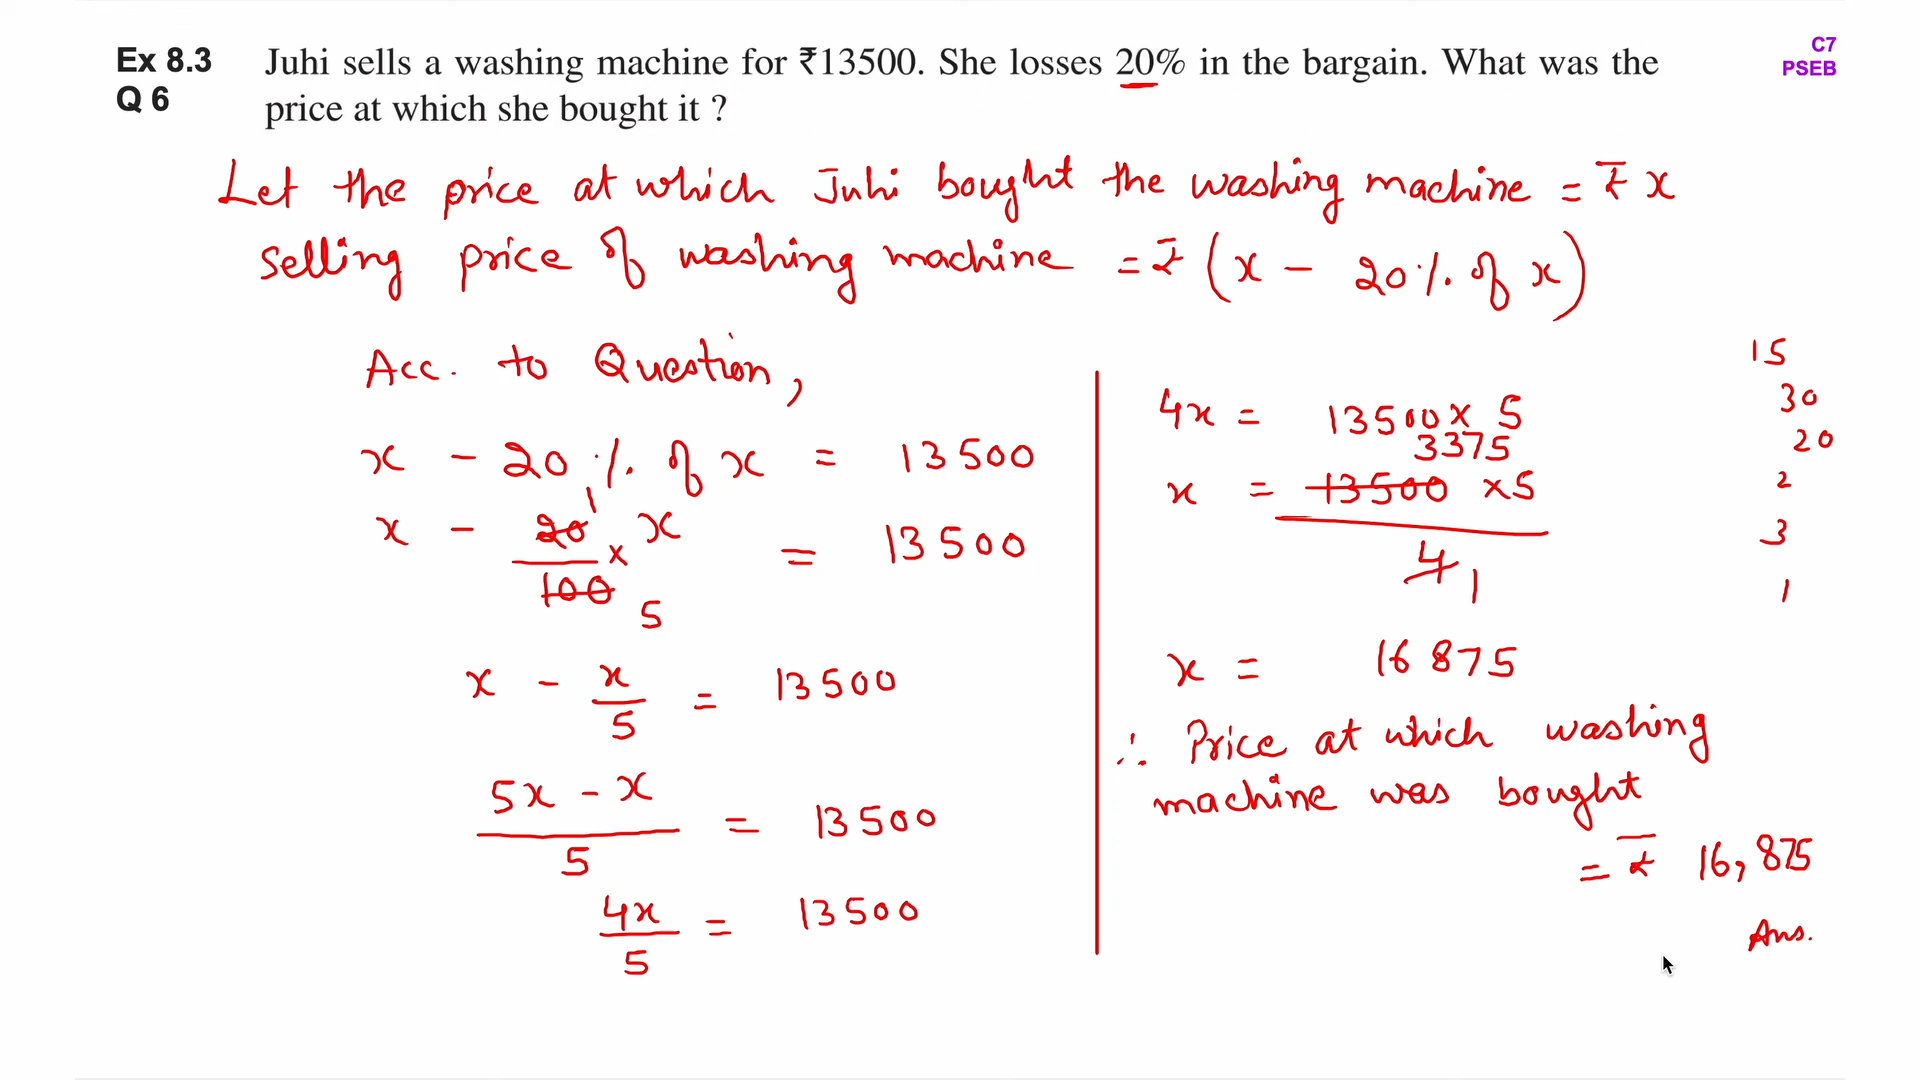 Ex 8.3 Juhi sells a washing machine for ₹13500. She losses 20% in the bargain. What was the
Q 6 price at which she bought it ?
C7
PSEB
Let the price at which Juhi bought the washing machine = ₹ x
Selling price of washing machine = ₹ (x - 20% of x)
Acc. to Question,
x - 20 % of x = 13500
x - 20/100 × x = 13500
1
5
x - x/5 = 13500
5x - x / 5 = 13500
4x/5 = 13500
4x = 13500 × 5
3375
x = 13500 × 5 / 4
1
x = 16875
∴ Price at which washing
machine was bought
= ₹ 16,875
Ans.
15
30
20
2
3
1